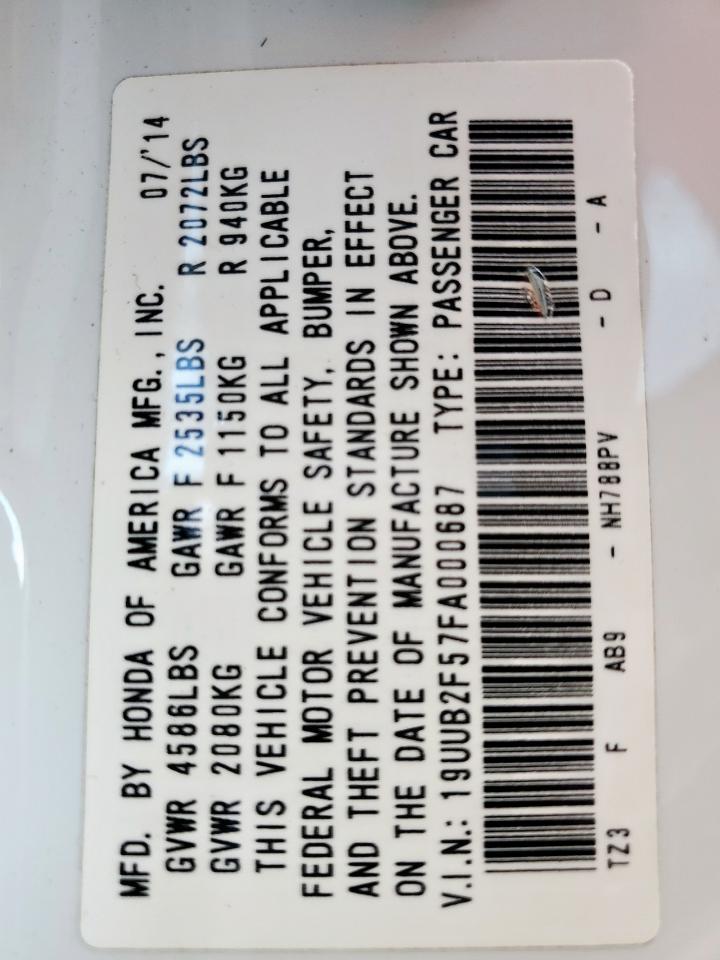 MFD. BY HONDA OF AMERICA MFG., INC. 07/'14
GVWR 4586LBS GAWR F 2535LBS R 2072LBS
GVWR 2080KG GAWR F 1150KG R 940KG
THIS VEHICLE CONFORMS TO ALL APPLICABLE
FEDERAL MOTOR VEHICLE SAFETY, BUMPER,
AND THEFT PREVENTION STANDARDS IN EFFECT
ON THE DATE OF MANUFACTURE SHOWN ABOVE.
V.I.N.: 19UUB2F57FA000687 TYPE: PASSENGER CAR
TZ3 F AB9 - NH788PV - D - A